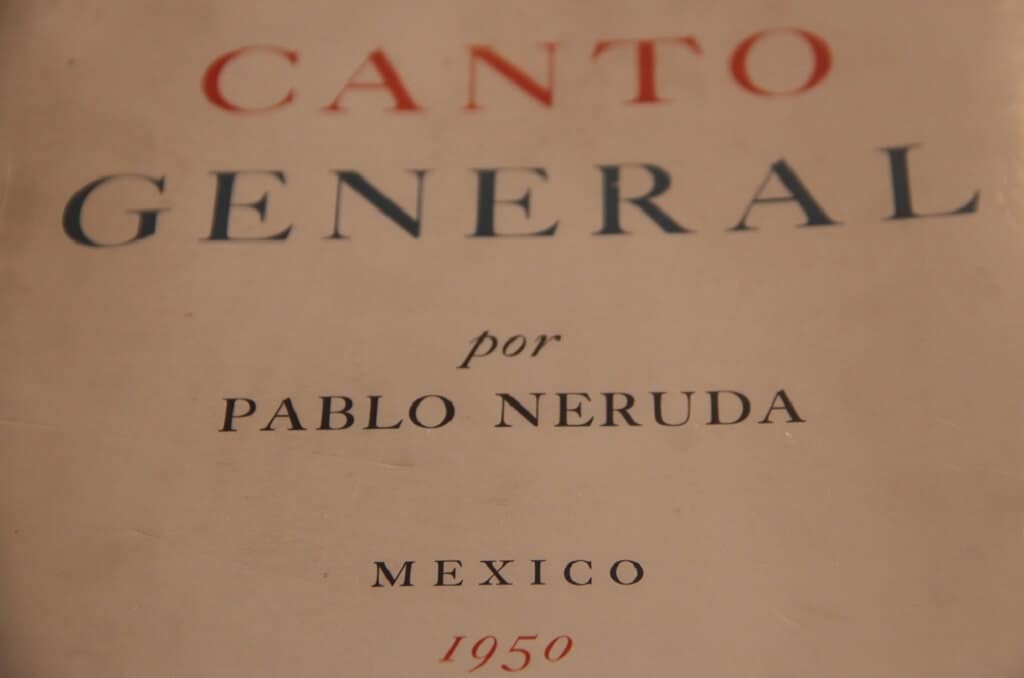 CANTO
GENERAL
por
PABLO NERUDA
MEXICO
1950